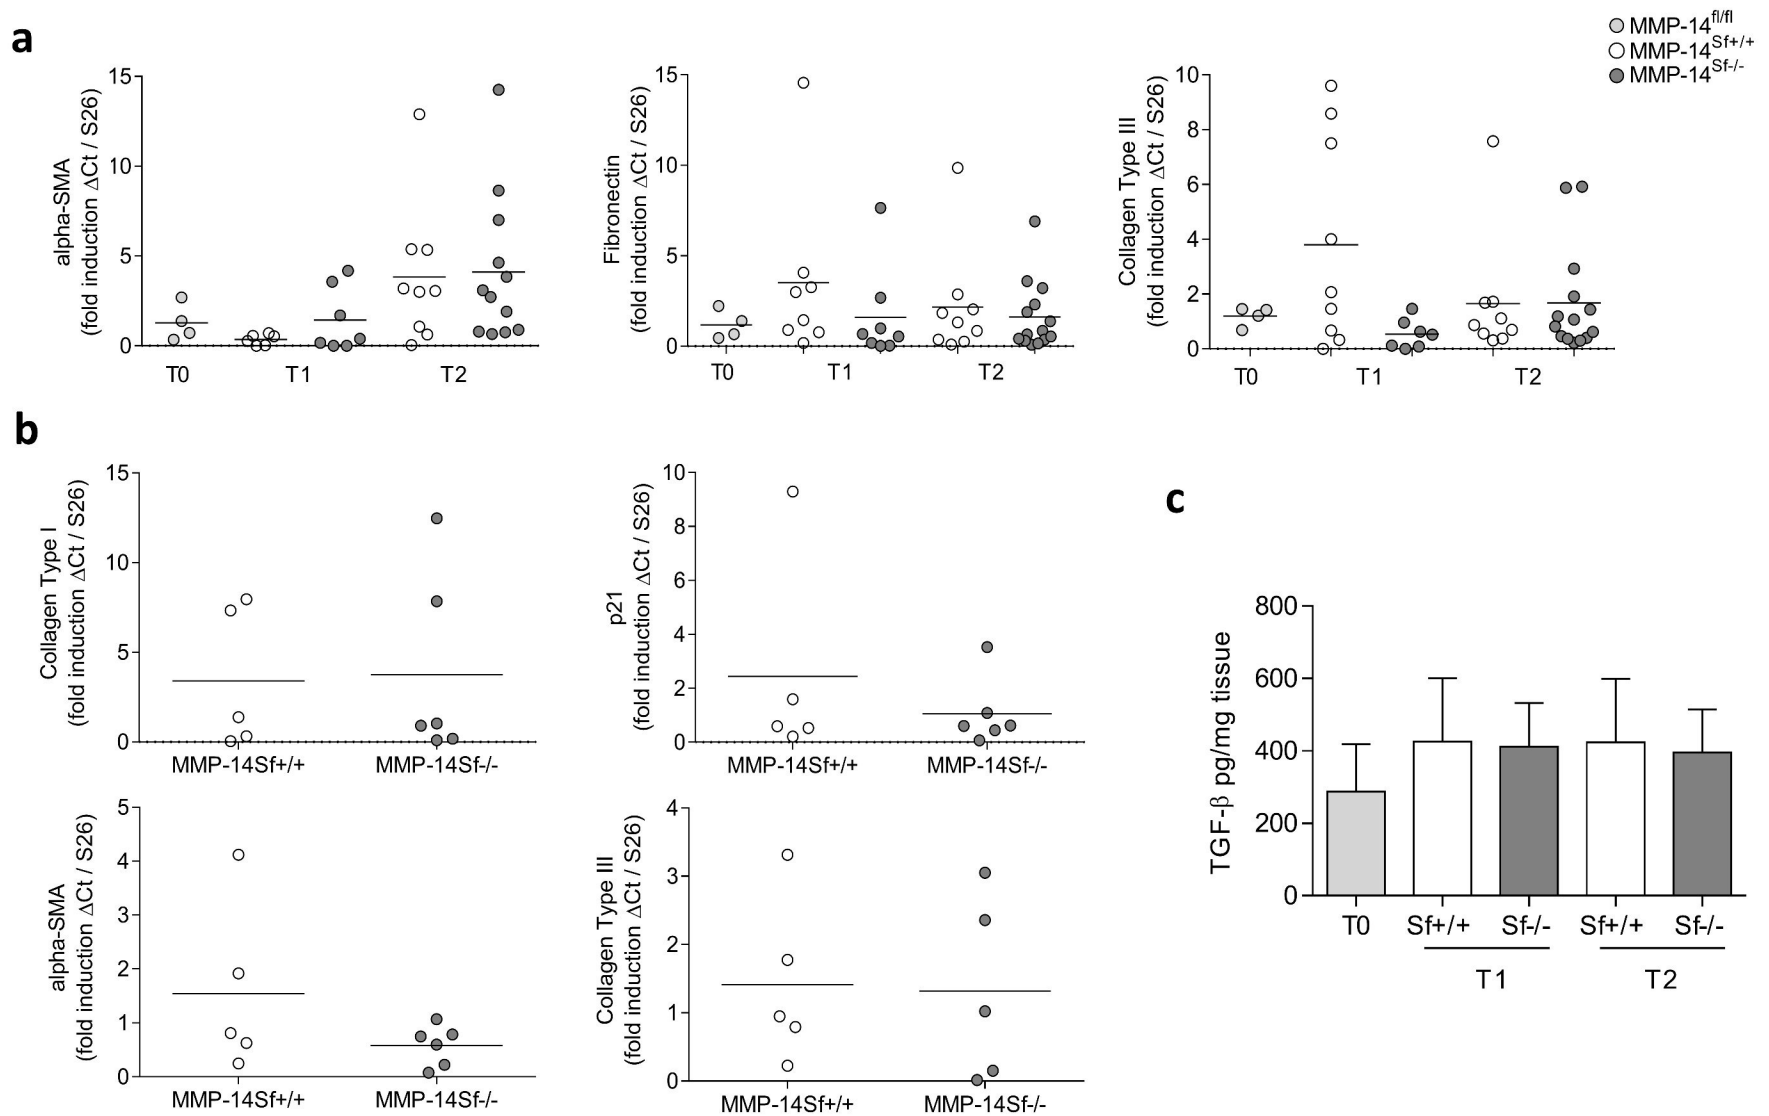 a
MMP-14fl/fl
MMP-14Sf+/+
MMP-14Sf-/-
alpha-SMA
(fold induction ΔCt / S26)
15
10
5
0
T0
T1
T2
Fibronectin
(fold induction ΔCt / S26)
15
10
5
0
T0
T1
T2
Collagen Type III
(fold induction ΔCt / S26)
10
8
6
4
2
0
T0
T1
T2
b
Collagen Type I
(fold induction ΔCt / S26)
15
10
5
0
MMP-14Sf+/+
MMP-14Sf-/-
p21
(fold induction ΔCt / S26)
10
8
6
4
2
0
MMP-14Sf+/+
MMP-14Sf-/-
alpha-SMA
(fold induction ΔCt / S26)
5
4
3
2
1
0
MMP-14Sf+/+
MMP-14Sf-/-
Collagen Type III
(fold induction ΔCt / S26)
4
3
2
1
0
MMP-14Sf+/+
MMP-14Sf-/-
c
TGF-β pg/mg tissue
800
600
400
200
0
T0
Sf+/+
Sf-/-
Sf+/+
Sf-/-
T1
T2